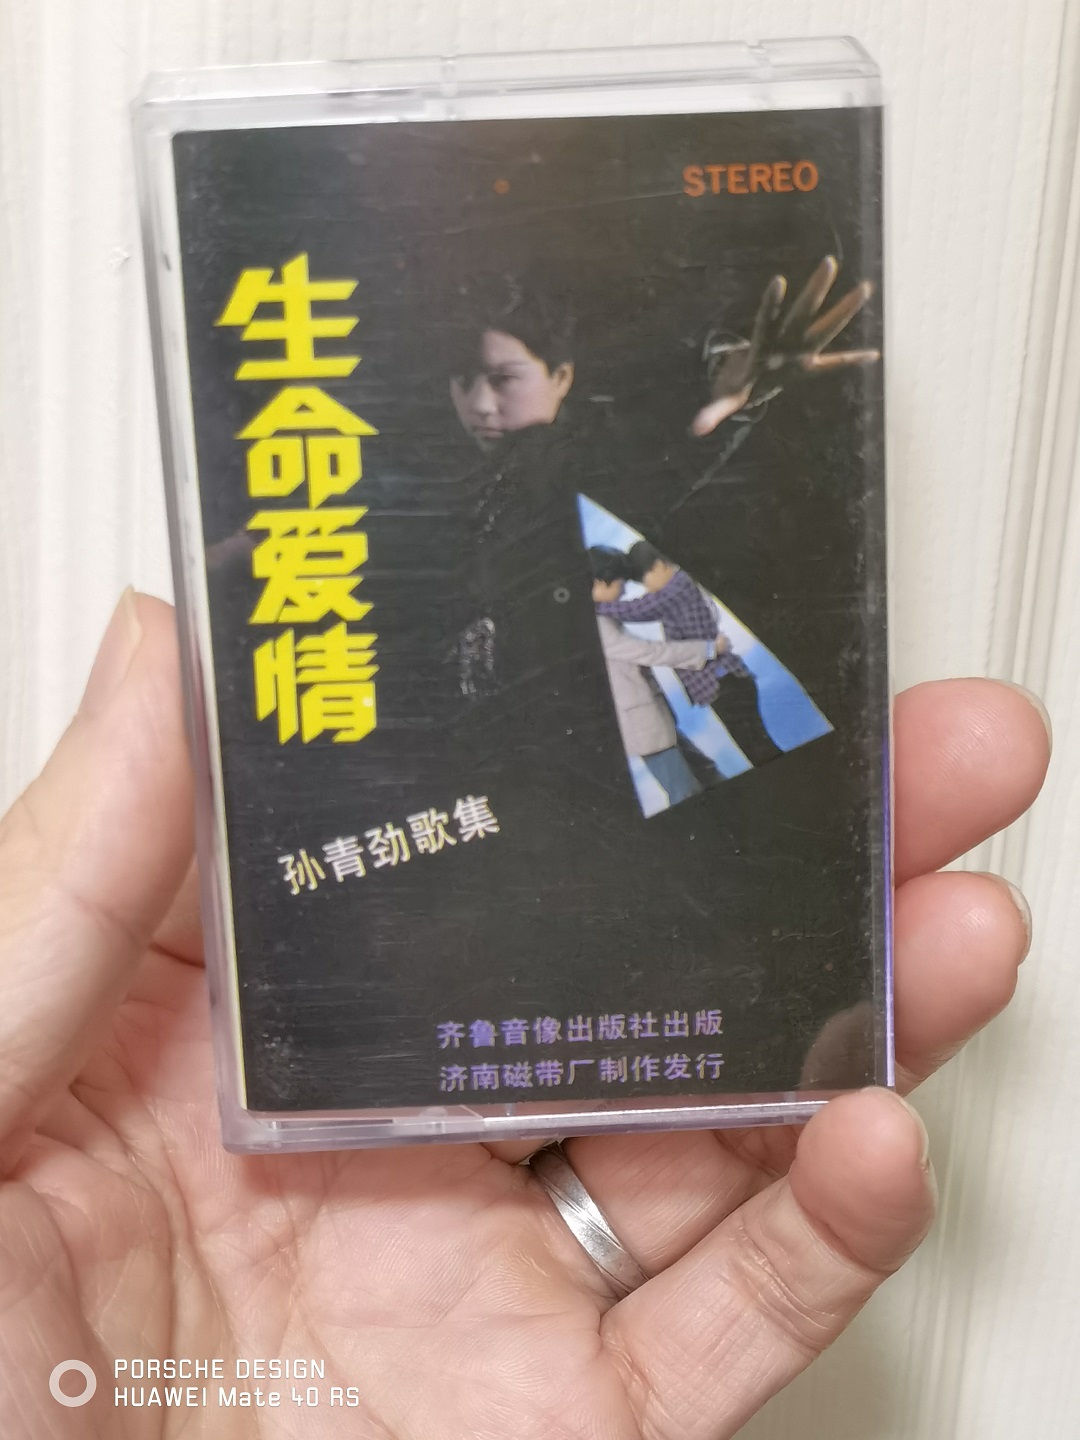 STEREO
生命爱情
孙青劲歌集
齐鲁音像出版社出版
济南磁带厂制作发行
PORSCHE DESIGN
HUAWEI Mate 40 RS